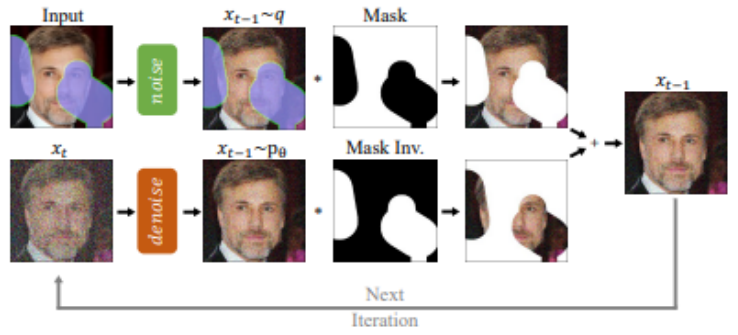 Input
x_{t-1}~q
Mask
noise
*
x_{t-1}
x_t
x_{t-1}~p_θ
Mask Inv.
+
denoise
*
Next
Iteration